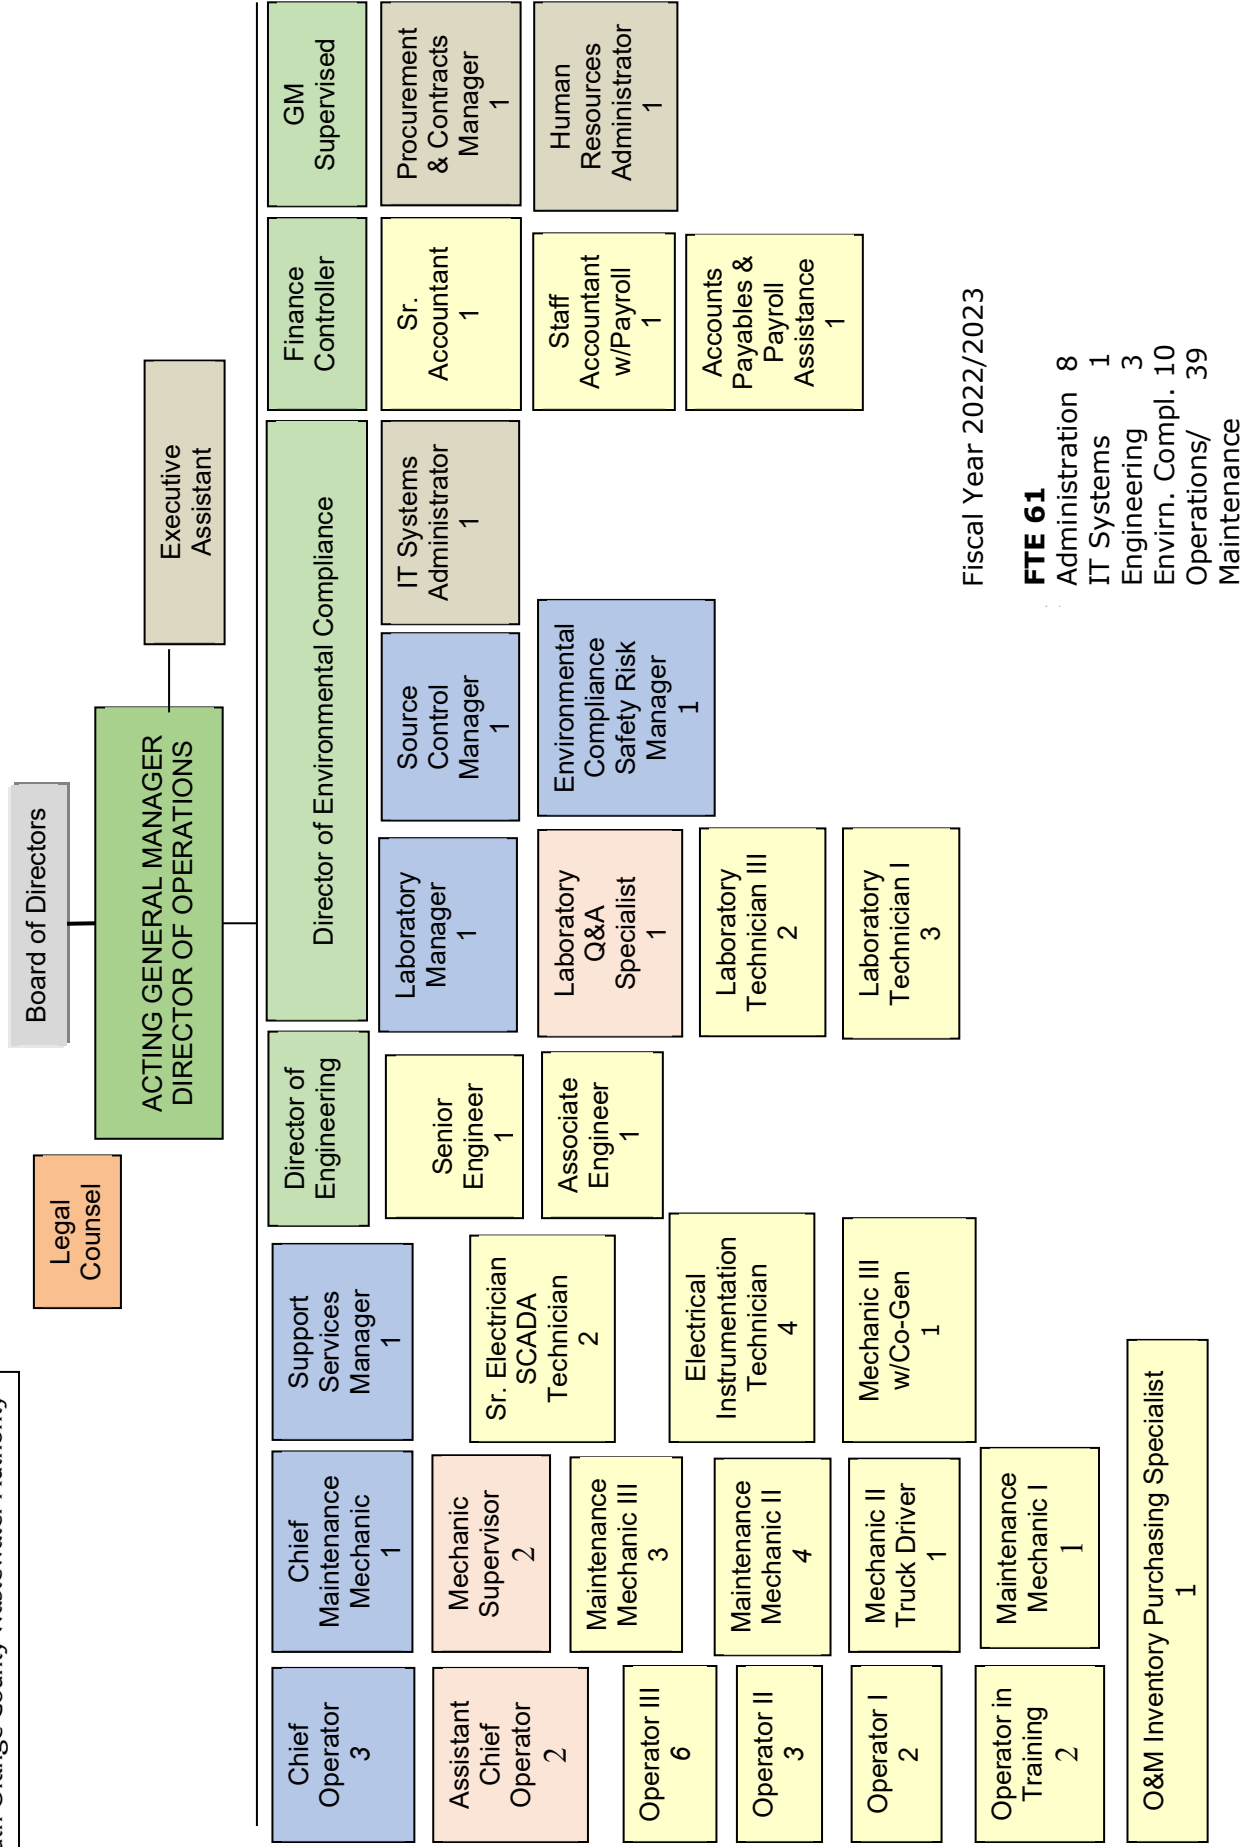 South Orange County Wastewater Authority
Board of Directors
Legal
Counsel
ACTING GENERAL MANAGER
DIRECTOR OF OPERATIONS
Executive
Assistant
Chief
Operator
3
Assistant
Chief
Operator
2
Operator III
6
Operator II
3
Operator I
2
Operator in
Training
2
Chief
Maintenance
Mechanic
1
Mechanic
Supervisor
2
Maintenance
Mechanic III
3
Maintenance
Mechanic II
4
Mechanic II
Truck Driver
1
Maintenance
Mechanic I
1
O&M Inventory Purchasing Specialist
1
Support
Services
Manager
1
Sr. Electrician
SCADA
Technician
2
Electrical
Instrumentation
Technician
4
Mechanic III
w/Co-Gen
1
Director of
Engineering
Senior
Engineer
1
Associate
Engineer
1
Director of Environmental Compliance
Laboratory
Manager
1
Laboratory
Q&A
Specialist
1
Laboratory
Technician III
2
Laboratory
Technician I
3
Source
Control
Manager
1
Environmental
Compliance
Safety Risk
Manager
1
IT Systems
Administrator
1
Finance
Controller
Sr.
Accountant
1
Staff
Accountant
w/Payroll
1
Accounts
Payables &
Payroll
Assistance
1
GM
Supervised
Procurement
& Contracts
Manager
1
Human
Resources
Administrator
1
Fiscal Year 2022/2023
FTE 61
Administration 8
IT Systems 1
Engineering 3
Envirn. Compl. 10
Operations/ 39
Maintenance